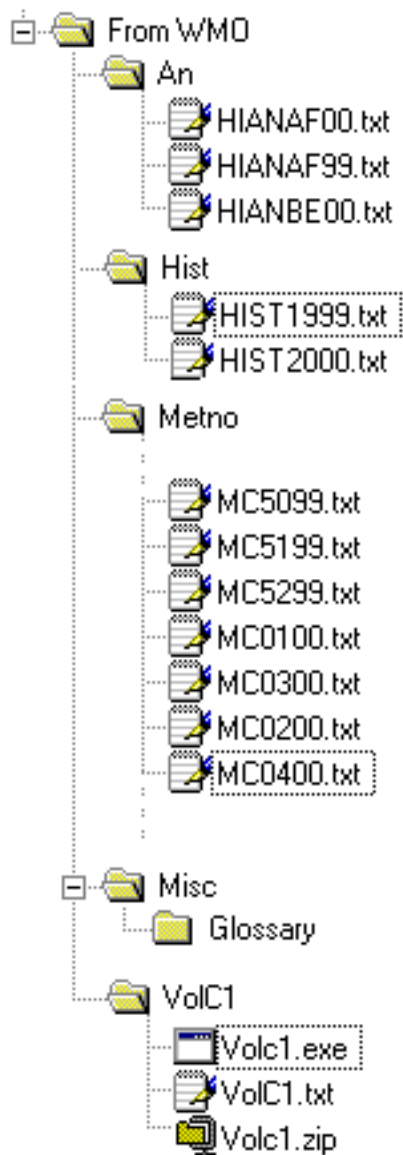 From WMO
An
HIANAF00.txt
HIANAF99.txt
HIANBE00.txt
Hist
HIST1999.txt
HIST2000.txt
Metno
MC5099.txt
MC5199.txt
MC5299.txt
MC0100.txt
MC0300.txt
MC0200.txt
MC0400.txt
Misc
Glossary
VolC1
Volc1.exe
VolC1.txt
Volc1.zip